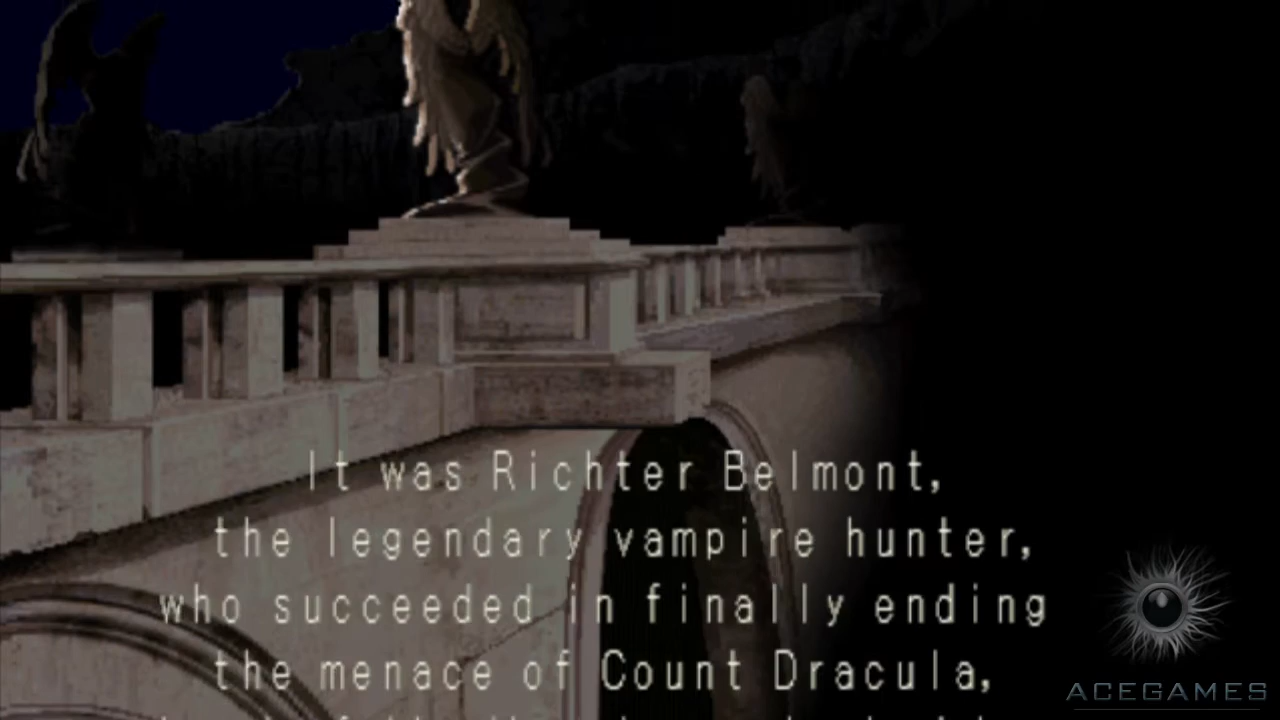 It was Richter Belmont,
the legendary vampire hunter,
who succeeded in finally ending
the menace of Count Dracula,
ACEGAMES